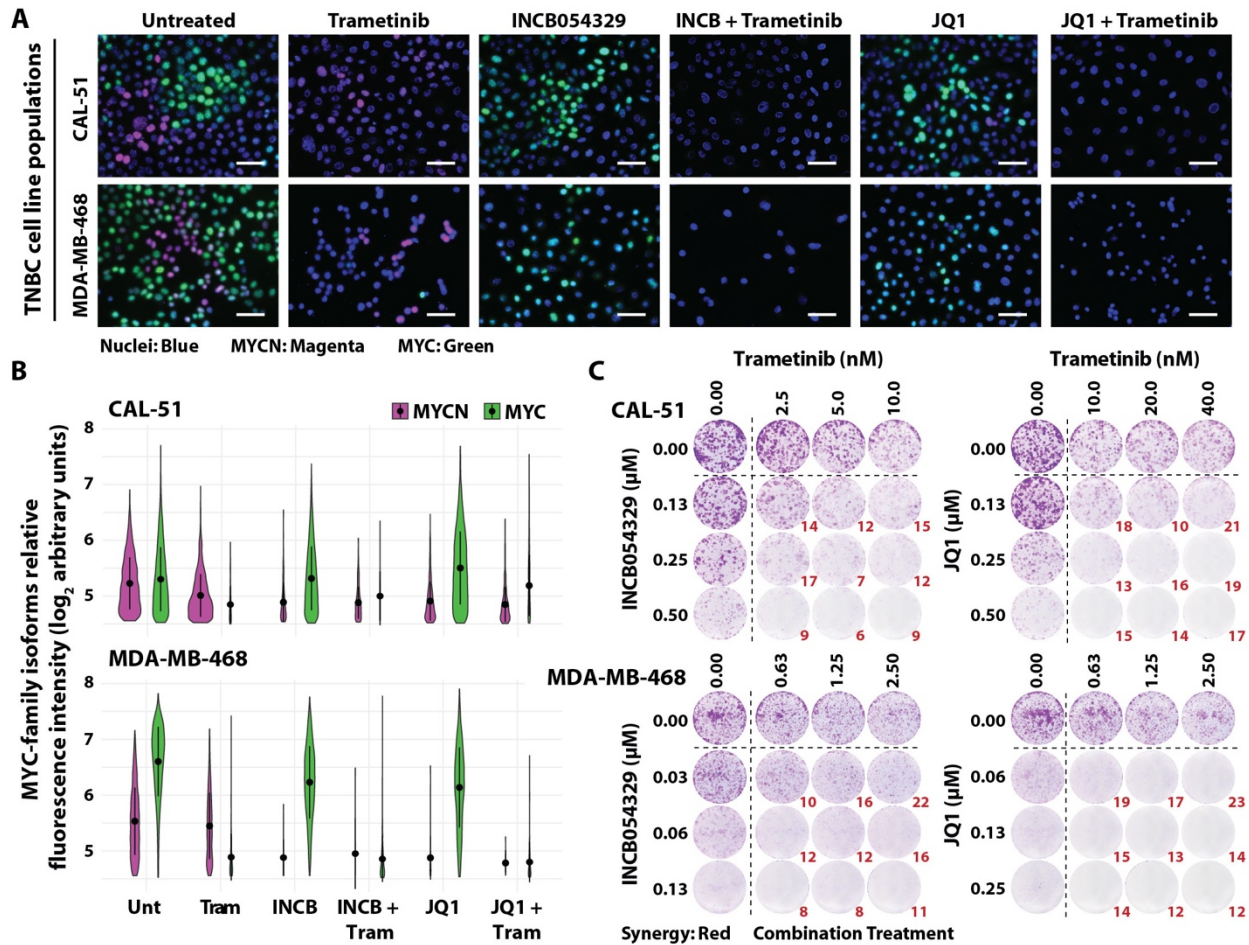 A
Untreated Trametinib INCB054329 INCB + Trametinib JQ1 JQ1 + Trametinib
TNBC cell line populations
CAL-51
MDA-MB-468
Nuclei: Blue MYCN: Magenta MYC: Green
B
MYC-family isoforms relative
fluorescence intensity (log2 arbitrary units)
CAL-51
MYCN MYC
8
7
6
5
MDA-MB-468
8
7
6
5
Unt Tram INCB INCB + Tram JQ1 JQ1 + Tram
C
CAL-51
Trametinib (nM)
0.00 2.5 5.0 10.0
INCB054329 (µM)
0.00
0.13 14 12 15
0.25 17 7 12
0.50 9 6 9
Trametinib (nM)
0.00 10.0 20.0 40.0
JQ1 (µM)
0.00
0.13 18 10 21
0.25 13 16 19
0.50 15 14 17
MDA-MB-468
0.00 0.63 1.25 2.50
INCB054329 (µM)
0.00
0.03 10 16 22
0.06 12 12 16
0.13 8 8 11
0.00 0.63 1.25 2.50
JQ1 (µM)
0.00
0.06 19 17 23
0.13 15 13 14
0.25 14 12 12
Synergy: Red Combination Treatment